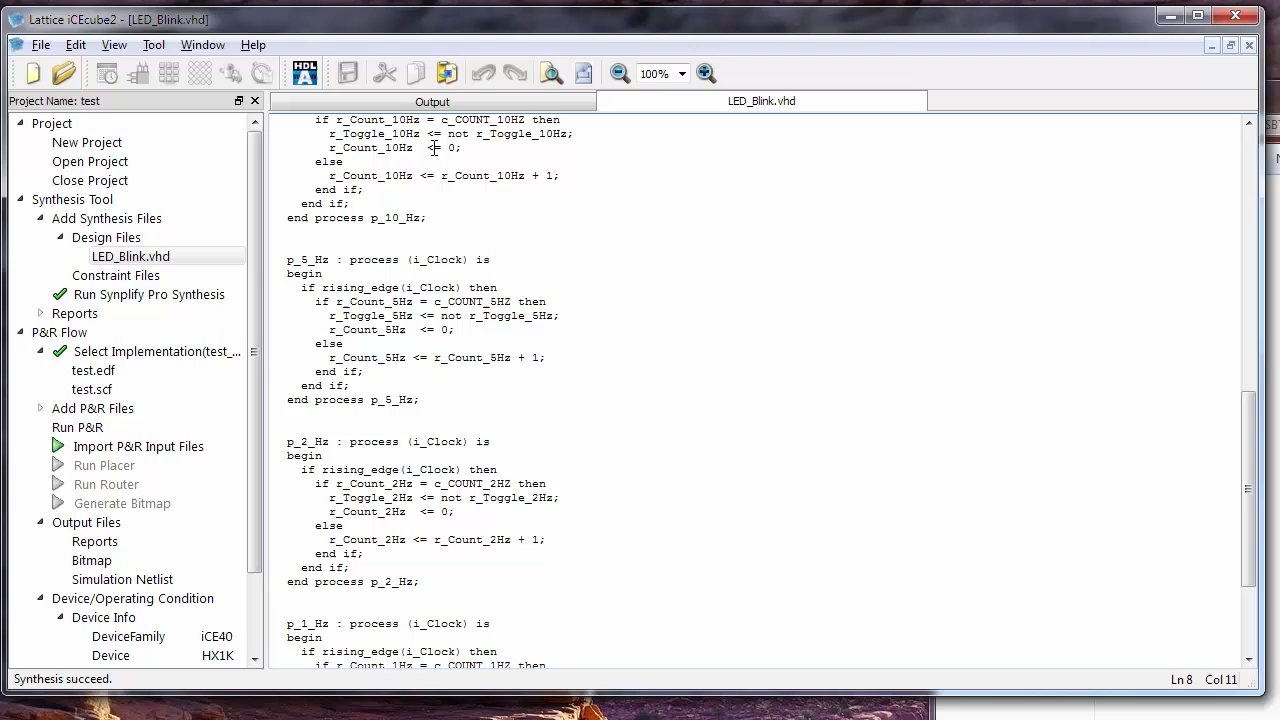 Lattice iCEcube2 - [LED_Blink.vhd]
File Edit View Tool Window Help
HDL A 100%
Project Name: test
Output LED_Blink.vhd
Project
New Project
Open Project
Close Project
Synthesis Tool
Add Synthesis Files
Design Files
LED_Blink.vhd
Constraint Files
Run Synplify Pro Synthesis
Reports
P&R Flow
Select Implementation(test_...
test.edf
test.scf
Add P&R Files
Run P&R
Import P&R Input Files
Run Placer
Run Router
Generate Bitmap
Output Files
Reports
Bitmap
Simulation Netlist
Device/Operating Condition
Device Info
DeviceFamily iCE40
Device HX1K
if r_Count_10Hz = c_COUNT_10HZ then
r_Toggle_10Hz <= not r_Toggle_10Hz;
r_Count_10Hz <= 0;
else
r_Count_10Hz <= r_Count_10Hz + 1;
end if;
end if;
end process p_10_Hz;
p_5_Hz : process (i_Clock) is
begin
if rising_edge(i_Clock) then
if r_Count_5Hz = c_COUNT_5HZ then
r_Toggle_5Hz <= not r_Toggle_5Hz;
r_Count_5Hz <= 0;
else
r_Count_5Hz <= r_Count_5Hz + 1;
end if;
end if;
end process p_5_Hz;
p_2_Hz : process (i_Clock) is
begin
if rising_edge(i_Clock) then
if r_Count_2Hz = c_COUNT_2HZ then
r_Toggle_2Hz <= not r_Toggle_2Hz;
r_Count_2Hz <= 0;
else
r_Count_2Hz <= r_Count_2Hz + 1;
end if;
end if;
end process p_2_Hz;
p_1_Hz : process (i_Clock) is
begin
if rising_edge(i_Clock) then
if r_Count_1Hz = c_COUNT_1HZ then
Synthesis succeed.
Ln 8 Col 11